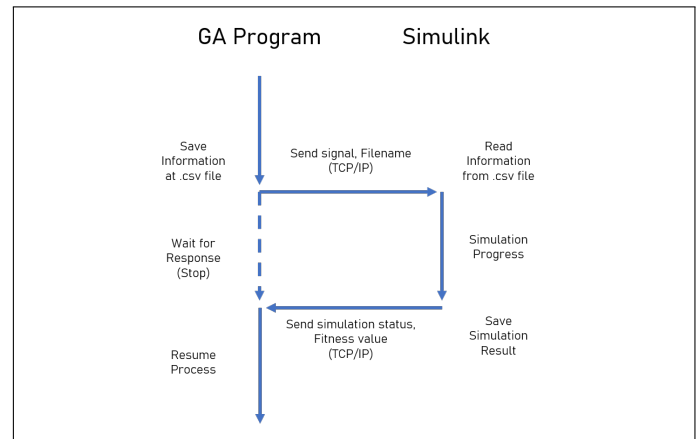 GA Program
Simulink
Save
Information
at .csv file
Send signal, Filename
(TCP/IP)
Read
Information
from .csv file
Wait for
Response
(Stop)
Simulation
Progress
Send simulation status,
Fitness value
(TCP/IP)
Save
Simulation
Result
Resume
Process